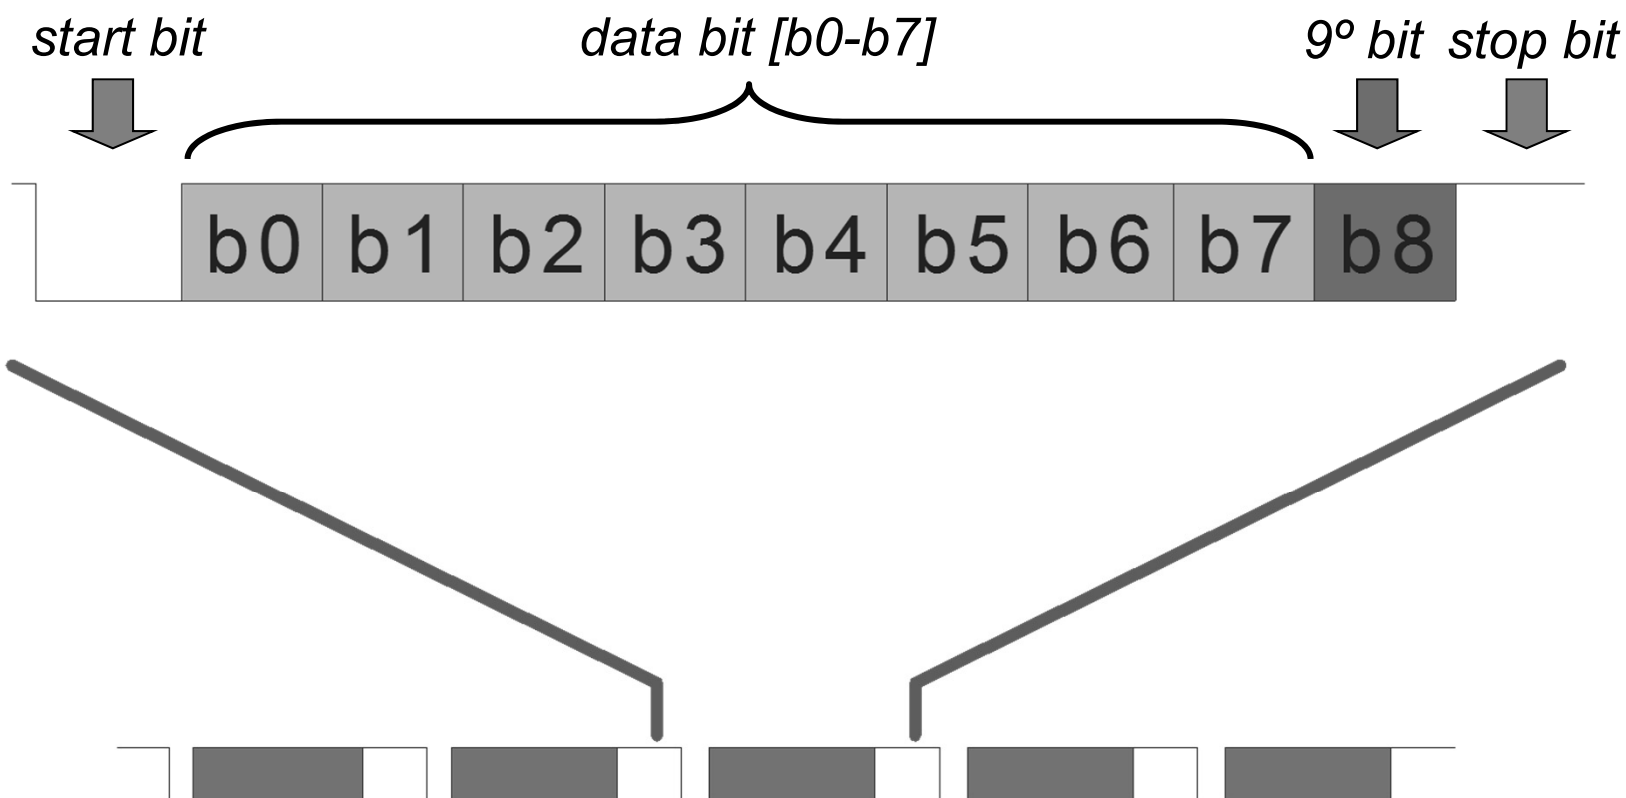 start bit data bit [b0-b7] 9º bit stop bit
b0 b1 b2 b3 b4 b5 b6 b7 b8